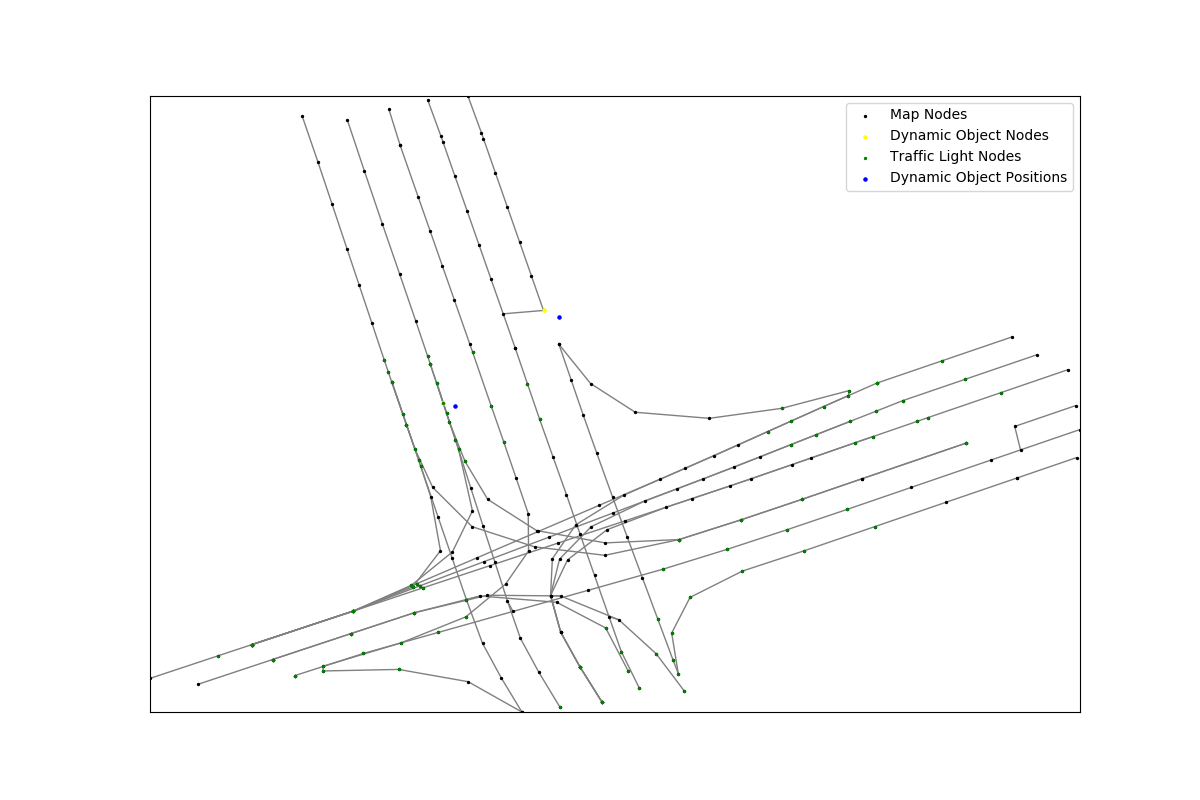 Map Nodes
Dynamic Object Nodes
Traffic Light Nodes
Dynamic Object Positions